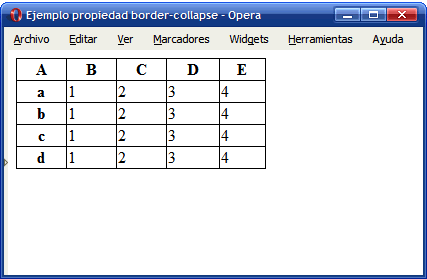 Ejemplo propiedad border-collapse - Opera
Archivo Editar Ver Marcadores Widgets Herramientas Ayuda
A B C D E
a 1 2 3 4
b 1 2 3 4
c 1 2 3 4
d 1 2 3 4